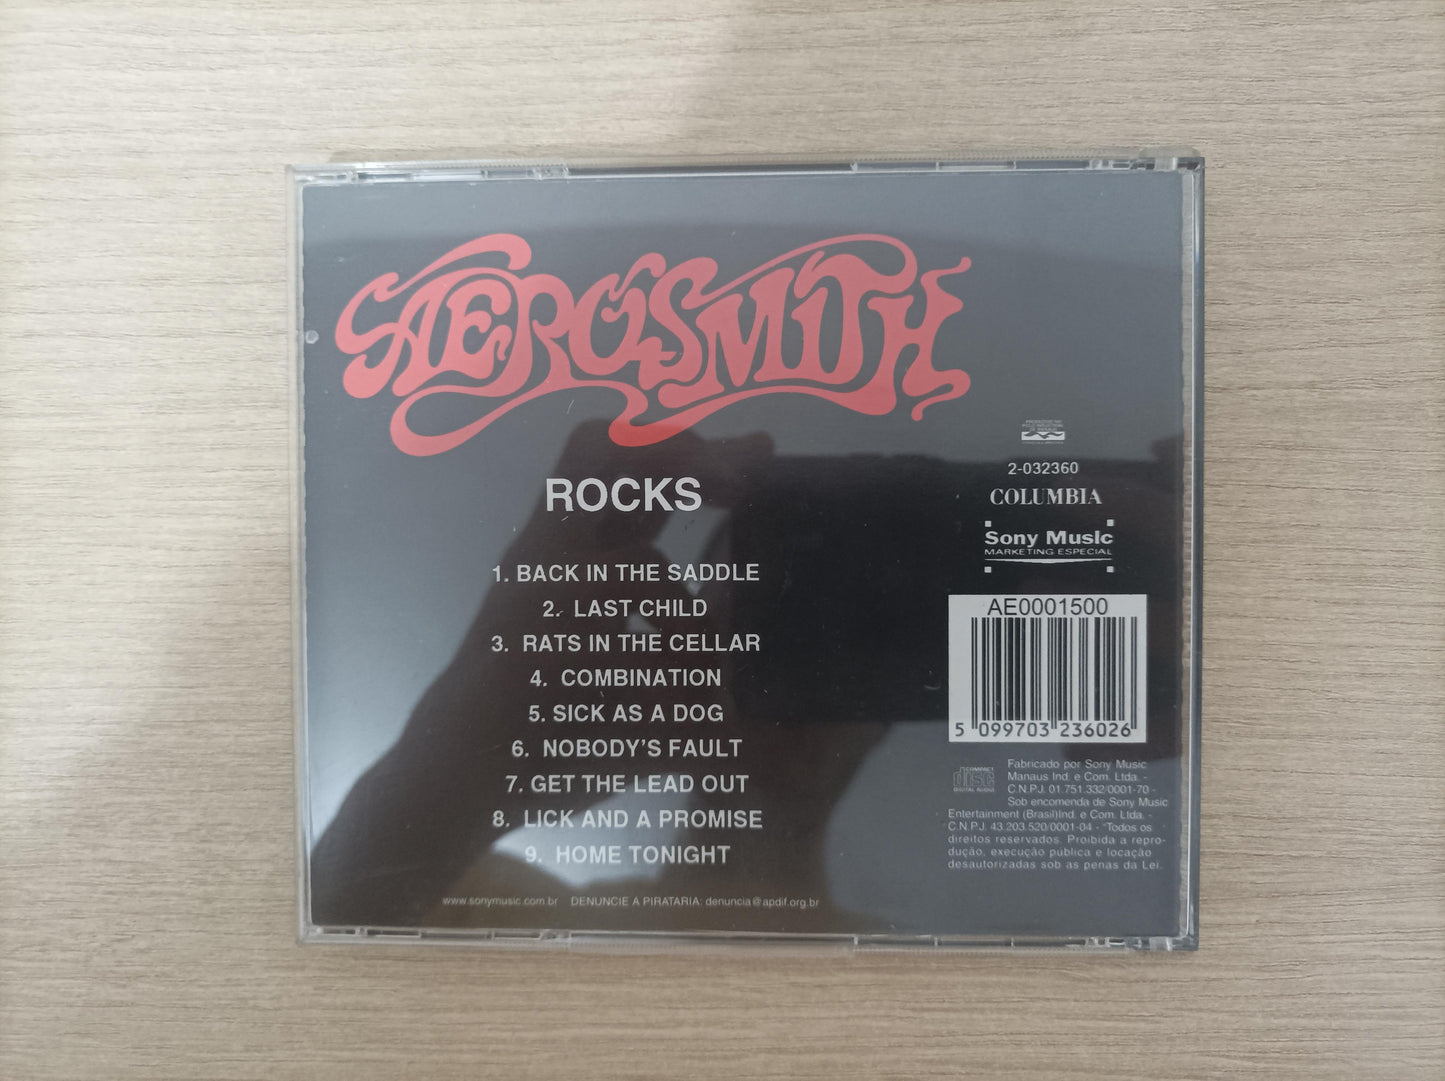 AEROSMITH
ROCKS
1. BACK IN THE SADDLE
2. LAST CHILD
3. RATS IN THE CELLAR
4. COMBINATION
5. SICK AS A DOG
6. NOBODY'S FAULT
7. GET THE LEAD OUT
8. LICK AND A PROMISE
9. HOME TONIGHT
www.sonymusic.com.br DENUNCIE A PIRATARIA: denuncia@apdif.org.br
2-032360
COLUMBIA
Sony Music
MARKETING ESPECIAL
AE0001500
5 099703 236026
COMPACT
disc
DIGITAL AUDIO
Fabricado por Sony Music
Manaus Ind. e Com. Ltda. -
C.N.P.J. 01.751.332/0001-70 -
Sob encomenda de Sony Music
Entertainment (Brasil)Ind. e Com. Ltda. -
C.N.P.J. 43.203.520/0001-04 - "Todos os
direitos reservados. Proibida a repro-
dução, execução pública e locação
desautorizadas sob as penas da Lei.